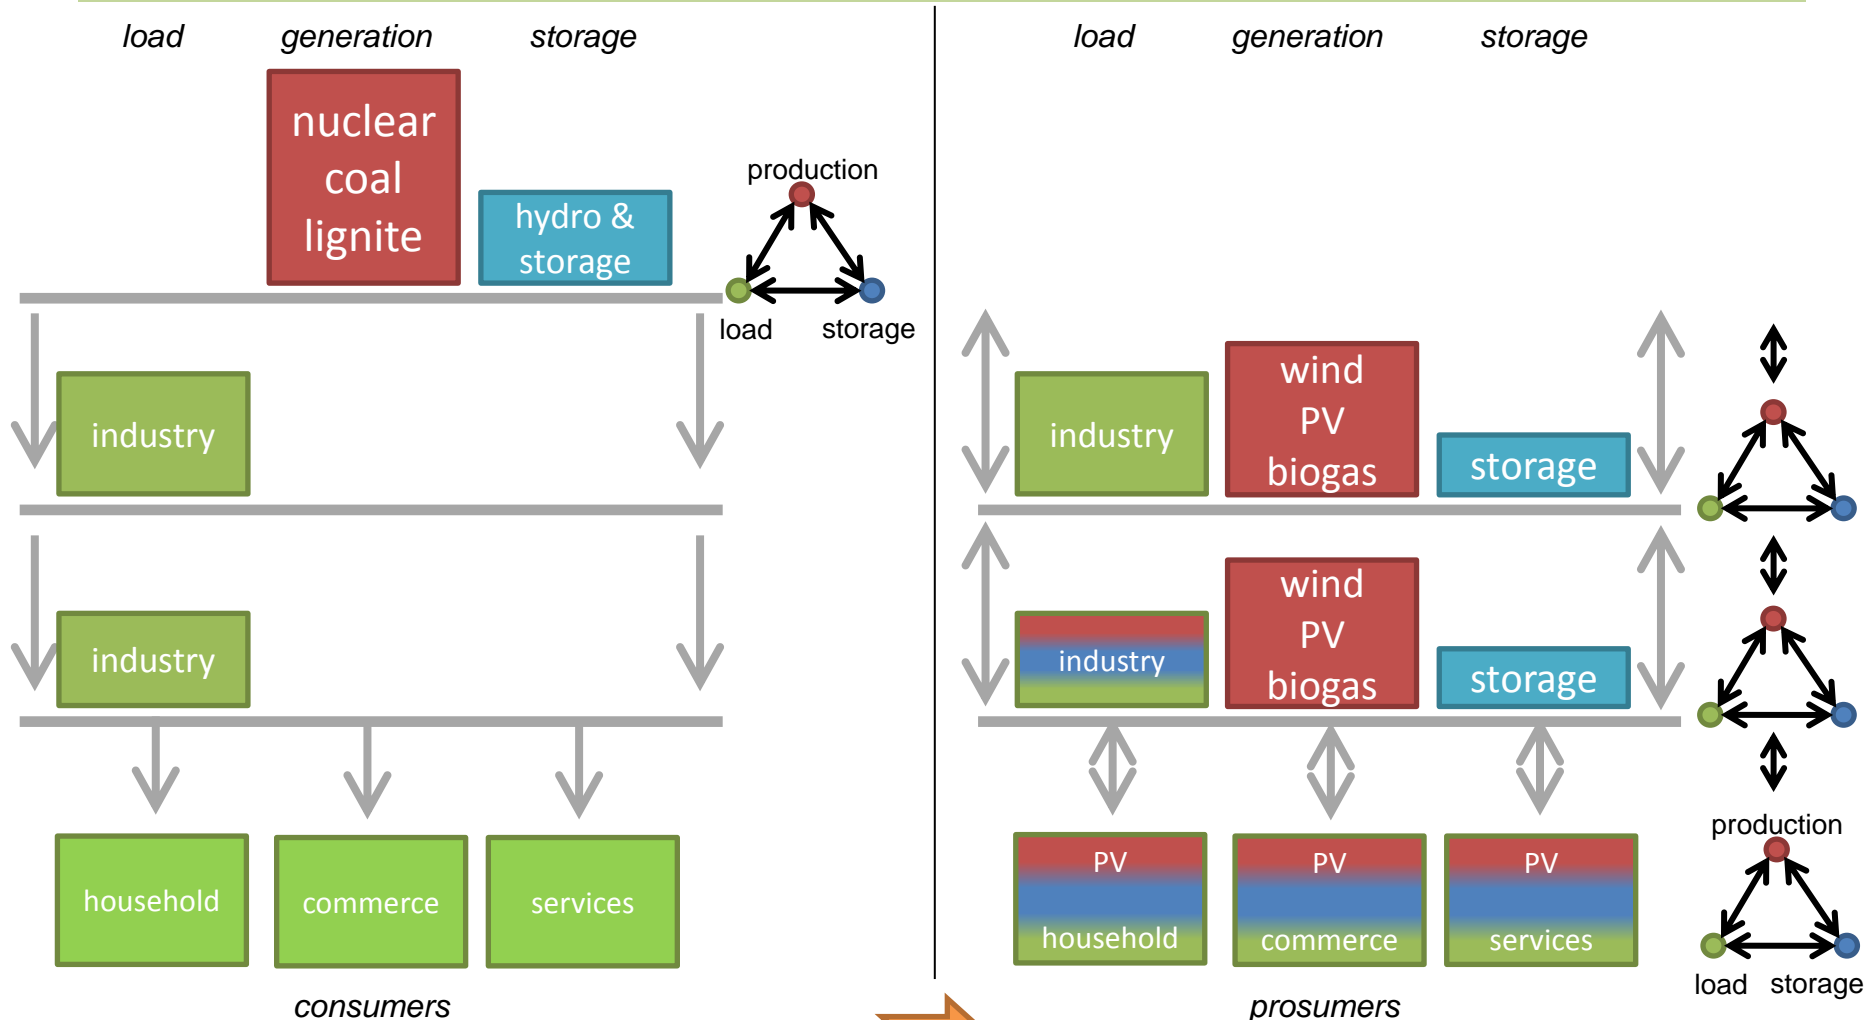 load generation storage
nuclear
coal
lignite
hydro &
storage
production
load storage
industry
industry
household commerce services
consumers
load generation storage
industry
wind
PV
biogas
storage
industry
wind
PV
biogas
storage
PV
household
PV
commerce
PV
services
production
load storage
prosumers